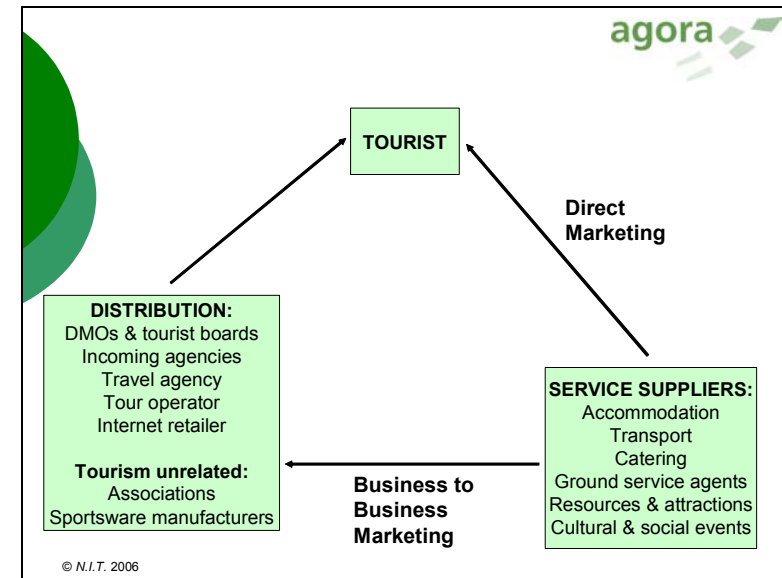 agora
TOURIST
Direct
Marketing
DISTRIBUTION:
DMOs & tourist boards
Incoming agencies
Travel agency
Tour operator
Internet retailer
Tourism unrelated:
Associations
Sportsware manufacturers
SERVICE SUPPLIERS:
Accommodation
Transport
Catering
Ground service agents
Resources & attractions
Cultural & social events
Business to
Business
Marketing
© N.I.T. 2006